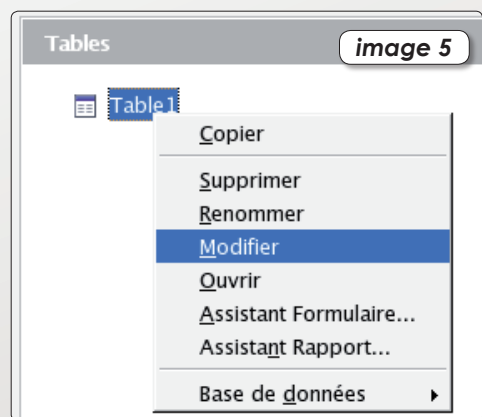 Tables
image 5
Table1
Copier
Supprimer
Renommer
Modifier
Ouvrir
Assistant Formulaire...
Assistant Rapport...
Base de données